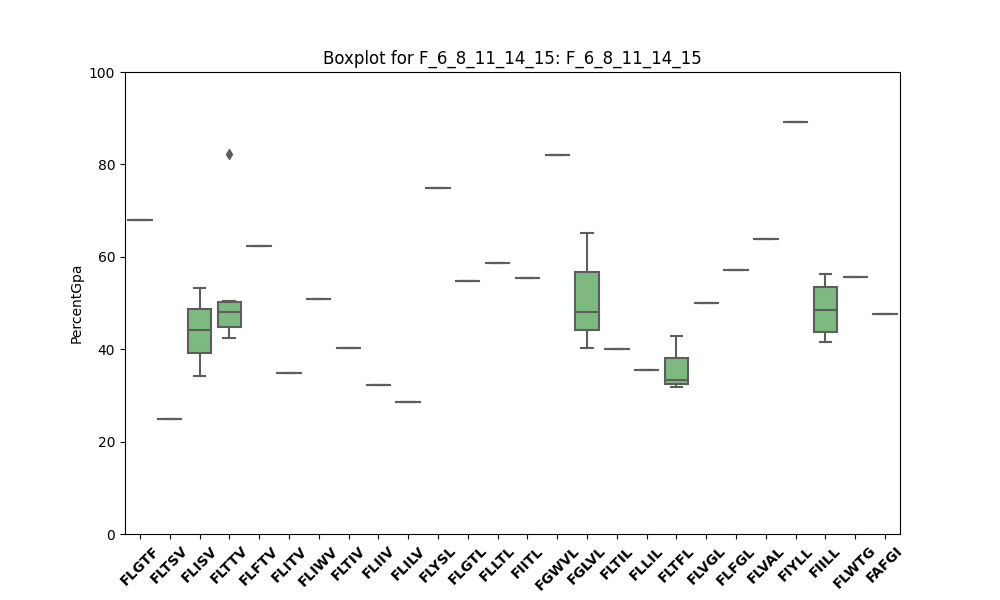 Boxplot for F_6_8_11_14_15: F_6_8_11_14_15
100
80
60
40
20
0
PercentGpa
FLGTF
FLTSV
FLISV
FLTTV
FLFTV
FLITV
FLIWV
FLTIV
FLIIV
FLILV
FLYSL
FLGTL
FLLTL
FIITL
FGWVL
FGLVL
FLTIL
FLLIL
FLTFL
FLVGL
FLFGL
FLVAL
FIYLL
FIILL
FLWTG
FAFGI